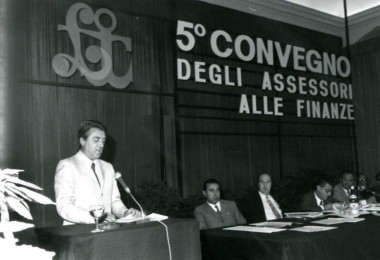 5° CONVEGNO
DEGLI ASSESSORI
ALLE FINANZE